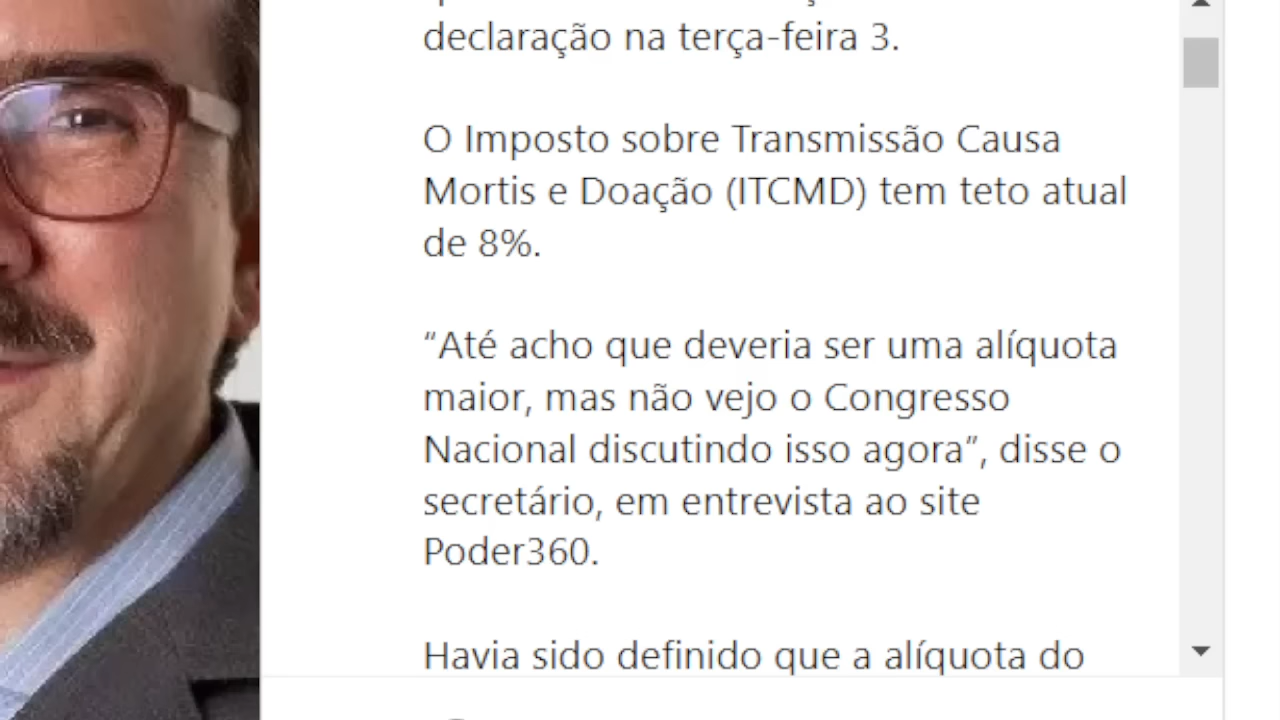 declaração na terça-feira 3.
O Imposto sobre Transmissão Causa
Mortis e Doação (ITCMD) tem teto atual
de 8%.
“Até acho que deveria ser uma alíquota
maior, mas não vejo o Congresso
Nacional discutindo isso agora”, disse o
secretário, em entrevista ao site
Poder360.
Havia sido definido que a alíquota do